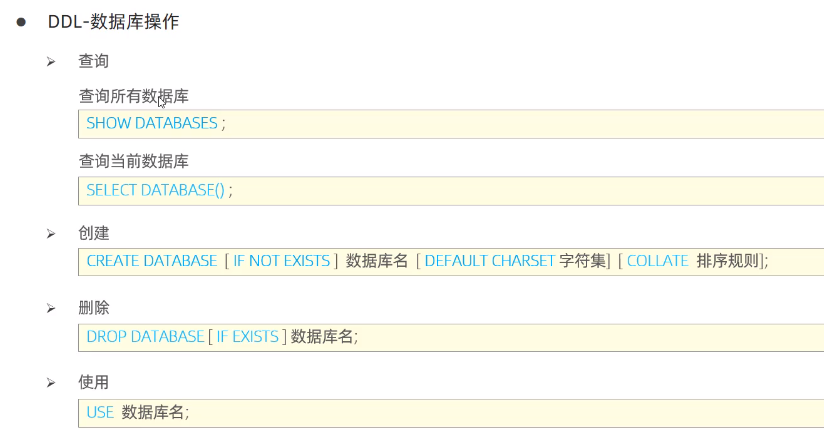 DDL-数据库操作
查询
查询所有数据库
SHOW DATABASES ;
查询当前数据库
SELECT DATABASE() ;
创建
CREATE DATABASE [ IF NOT EXISTS ] 数据库名 [ DEFAULT CHARSET 字符集] [ COLLATE 排序规则];
删除
DROP DATABASE [ IF EXISTS ] 数据库名;
使用
USE 数据库名;